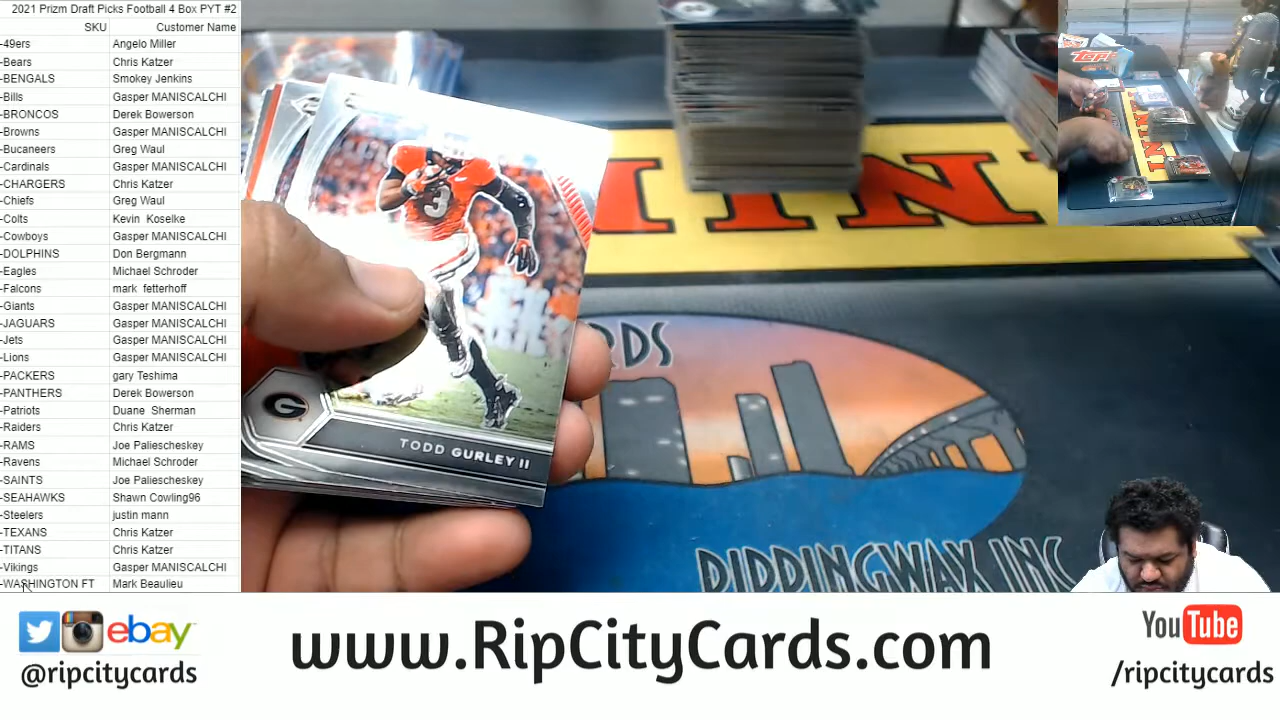 2021 Prizm Draft Picks Football 4 Box PYT #2
SKU Customer Name
-49ers Angelo Miller
-Bears Chris Katzer
-BENGALS Smokey Jenkins
-Bills Gasper MANISCALCHI
-BRONCOS Derek Bowerson
-Browns Gasper MANISCALCHI
-Bucaneers Greg Waul
-Cardinals Gasper MANISCALCHI
-CHARGERS Chris Katzer
-Chiefs Greg Waul
-Colts Kevin Koselke
-Cowboys Gasper MANISCALCHI
-DOLPHINS Don Bergmann
-Eagles Michael Schroder
-Falcons mark fetterhoff
-Giants Gasper MANISCALCHI
-JAGUARS Gasper MANISCALCHI
-Jets Gasper MANISCALCHI
-Lions Gasper MANISCALCHI
-PACKERS gary Teshima
-PANTHERS Derek Bowerson
-Patriots Duane Sherman
-Raiders Chris Katzer
-RAMS Joe Paliescheskey
-Ravens Michael Schroder
-SAINTS Joe Paliescheskey
-SEAHAWKS Shawn Cowling96
-Steelers justin mann
-TEXANS Chris Katzer
-TITANS Chris Katzer
-Vikings Gasper MANISCALCHI
-WASHINGTON FT Mark Beaulieu
3
G
TODD GURLEY II
RIPPINGWAX INC
ebay
@ripcitycards
www.RipCityCards.com
YouTube
/ripcitycards